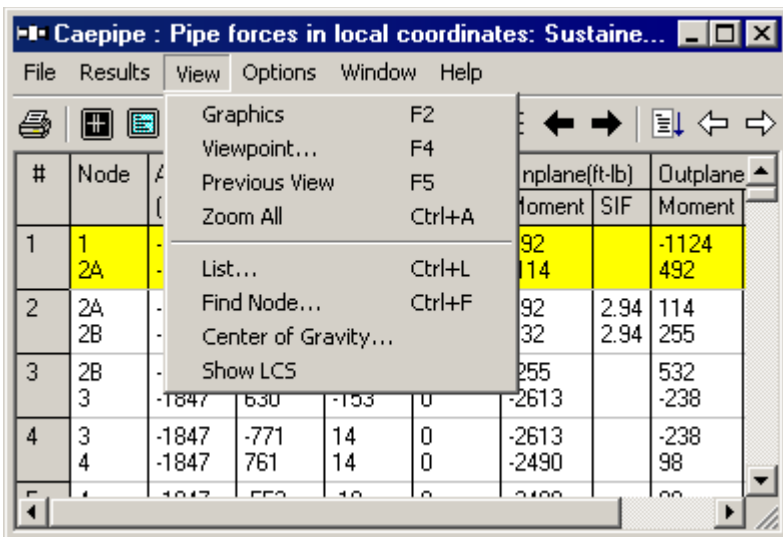 Caepipe : Pipe forces in local coordinates: Sustaine...
File Results View Options Window Help
Graphics F2
Viewpoint... F4
Previous View F5
Zoom All Ctrl+A
List... Ctrl+L
Find Node... Ctrl+F
Center of Gravity...
Show LCS
# Node nplane(ft-lb) Outplane
Moment SIF Moment
1 1 -1124
2A 114 492
2 2A 2.94 114
2B 2.94 255
3 2B 532
3 -1847 630 -153 0 -2613 -238
4 3 -1847 -771 14 0 -2613 -238
4 -1847 761 14 0 -2490 98